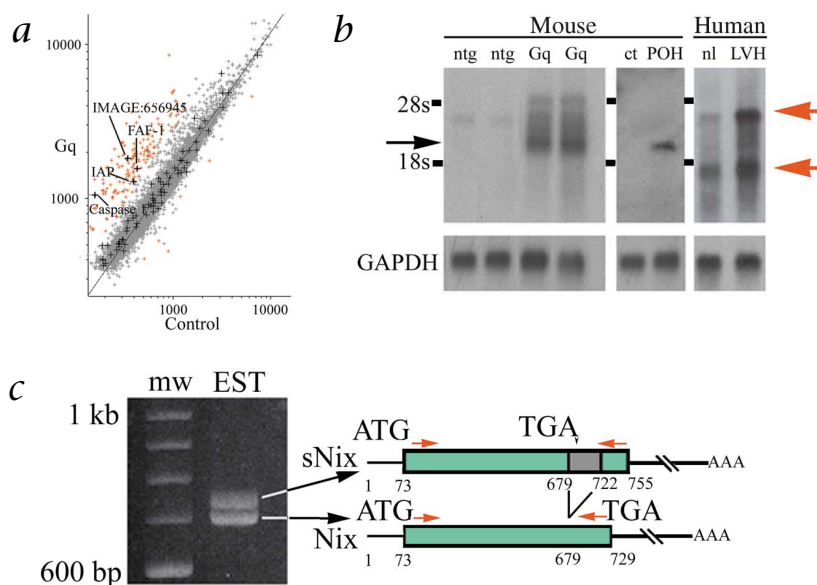 a
10000
IMAGE:656945
FAF-1
Gq
IAP
1000
Caspase
1000 10000
Control
b
Mouse Human
ntg ntg Gq Gq ct POH nl LVH
28s
18s
GAPDH
c
mw EST
1 kb
600 bp
ATG TGA
sNix AAA
1 73 679 722 755
ATG TGA
Nix AAA
1 73 679 729